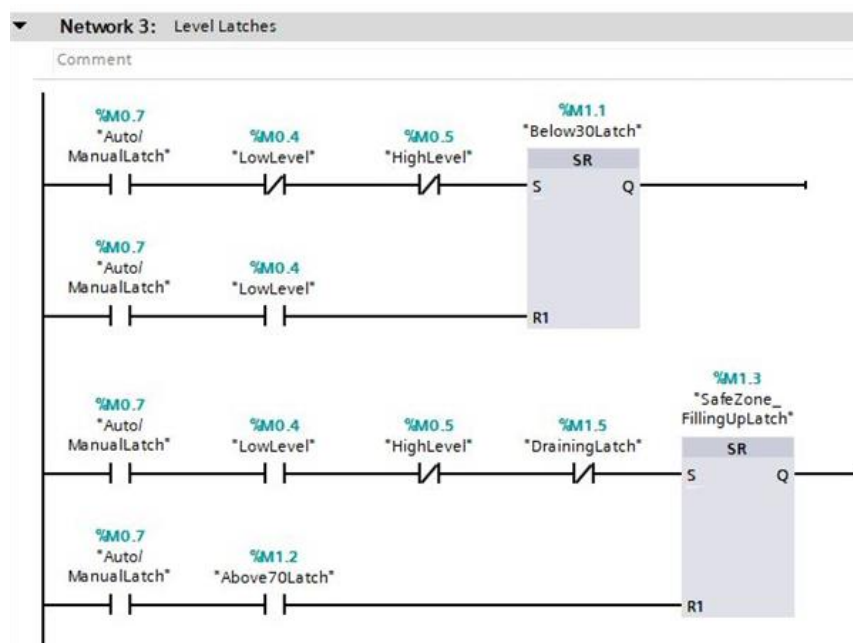 Network 3: Level Latches
Comment
%M0.7
"Auto/
ManualLatch"
%M0.4
"LowLevel"
%M0.5
"HighLevel"
%M1.1
"Below30Latch"
SR
S
Q
%M0.7
"Auto/
ManualLatch"
%M0.4
"LowLevel"
R1
%M0.7
"Auto/
ManualLatch"
%M0.4
"LowLevel"
%M0.5
"HighLevel"
%M1.5
"DrainingLatch"
%M1.3
"SafeZone_
FillingUpLatch"
SR
S
Q
%M0.7
"Auto/
ManualLatch"
%M1.2
"Above70Latch"
R1